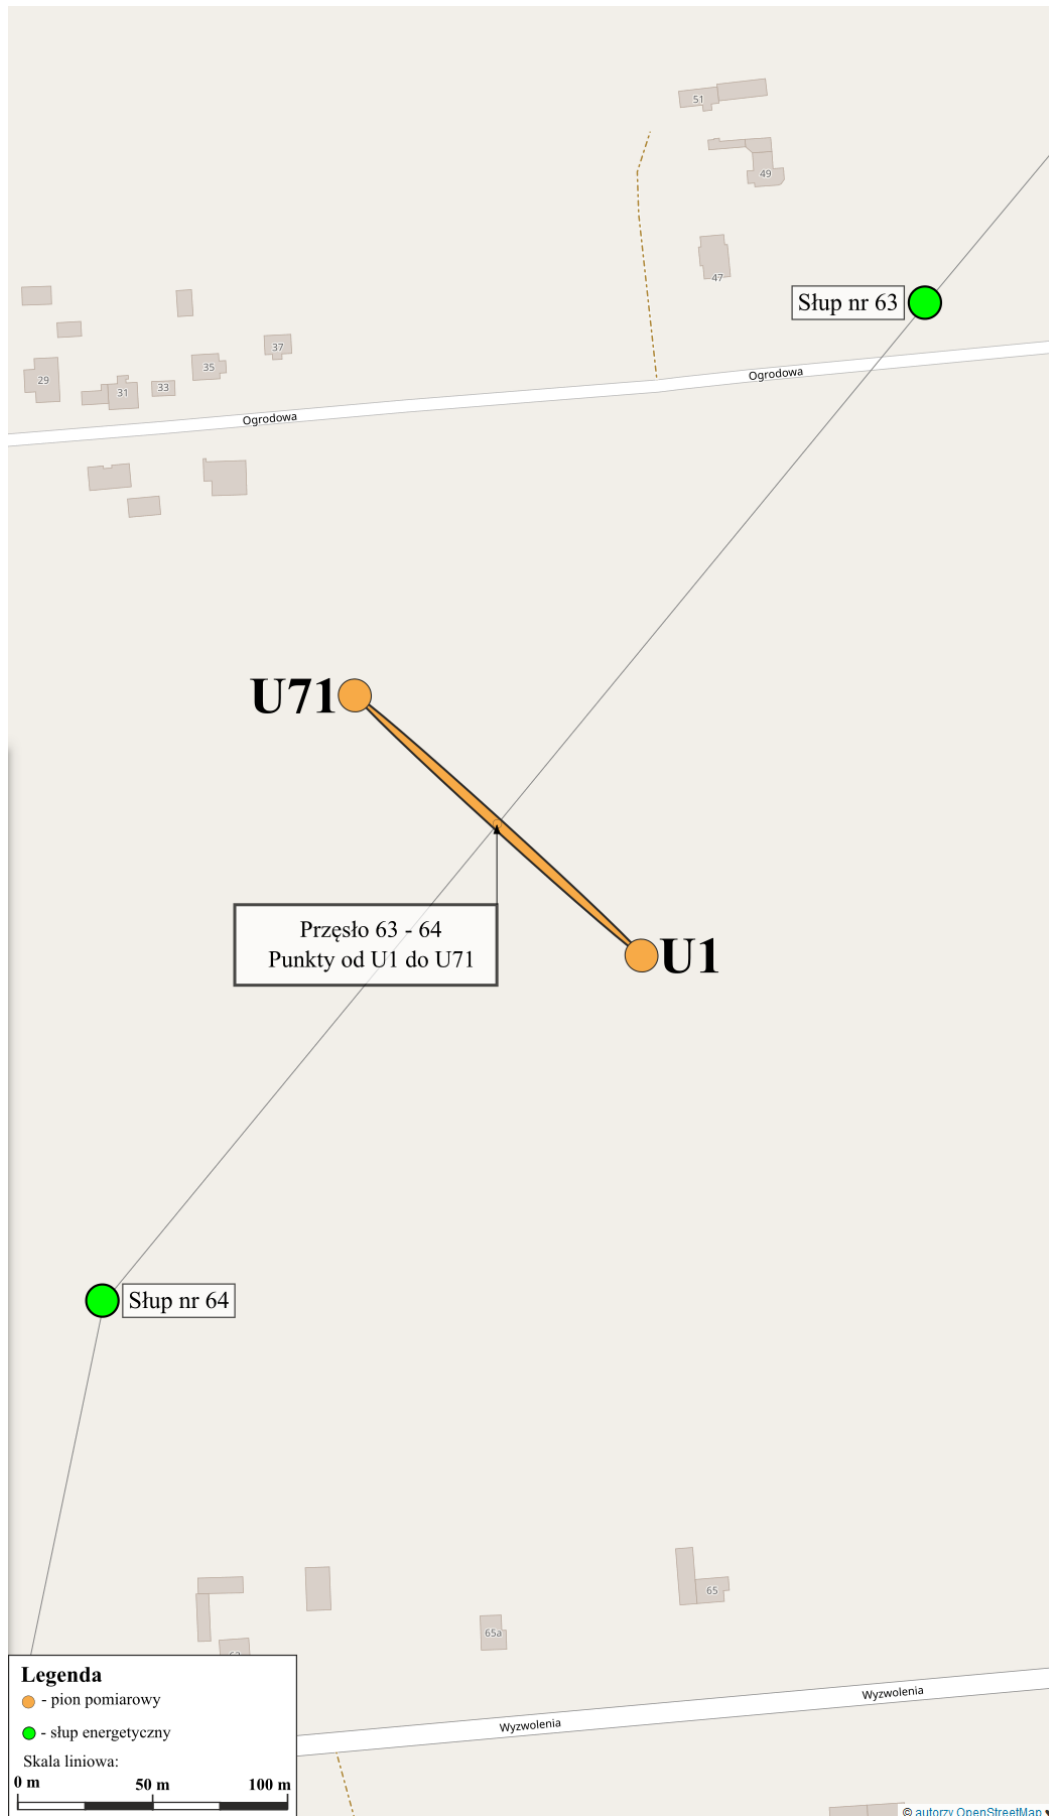 51
49
47
Słup nr 63
37
35
33
31
29
Ogrodowa
Ogrodowa
U71
Przęsło 63 - 64
Punkty od U1 do U71
U1
Słup nr 64
65
65a
Wyzwolenia
Wyzwolenia
Legenda
- pion pomiarowy
- słup energetyczny
Skala liniowa:
0 m 50 m 100 m
© autorzy OpenStreetMap